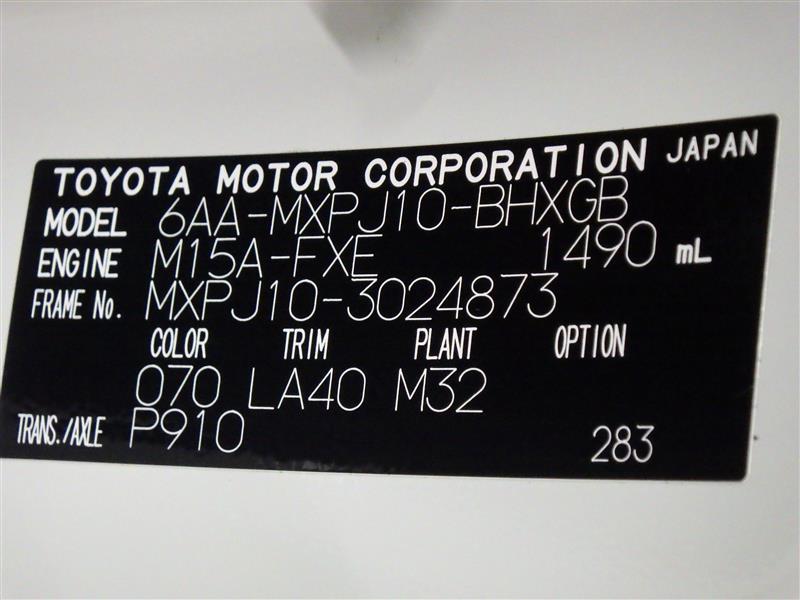 TOYOTA MOTOR CORPORATION JAPAN
MODEL 6AA-MXPJ10-BHXGB
ENGINE M15A-FXE 1490 mL
FRAME No. MXPJ10-3024873
COLOR TRIM PLANT OPTION
070 LA40 M32
TRANS./AXLE P910 283